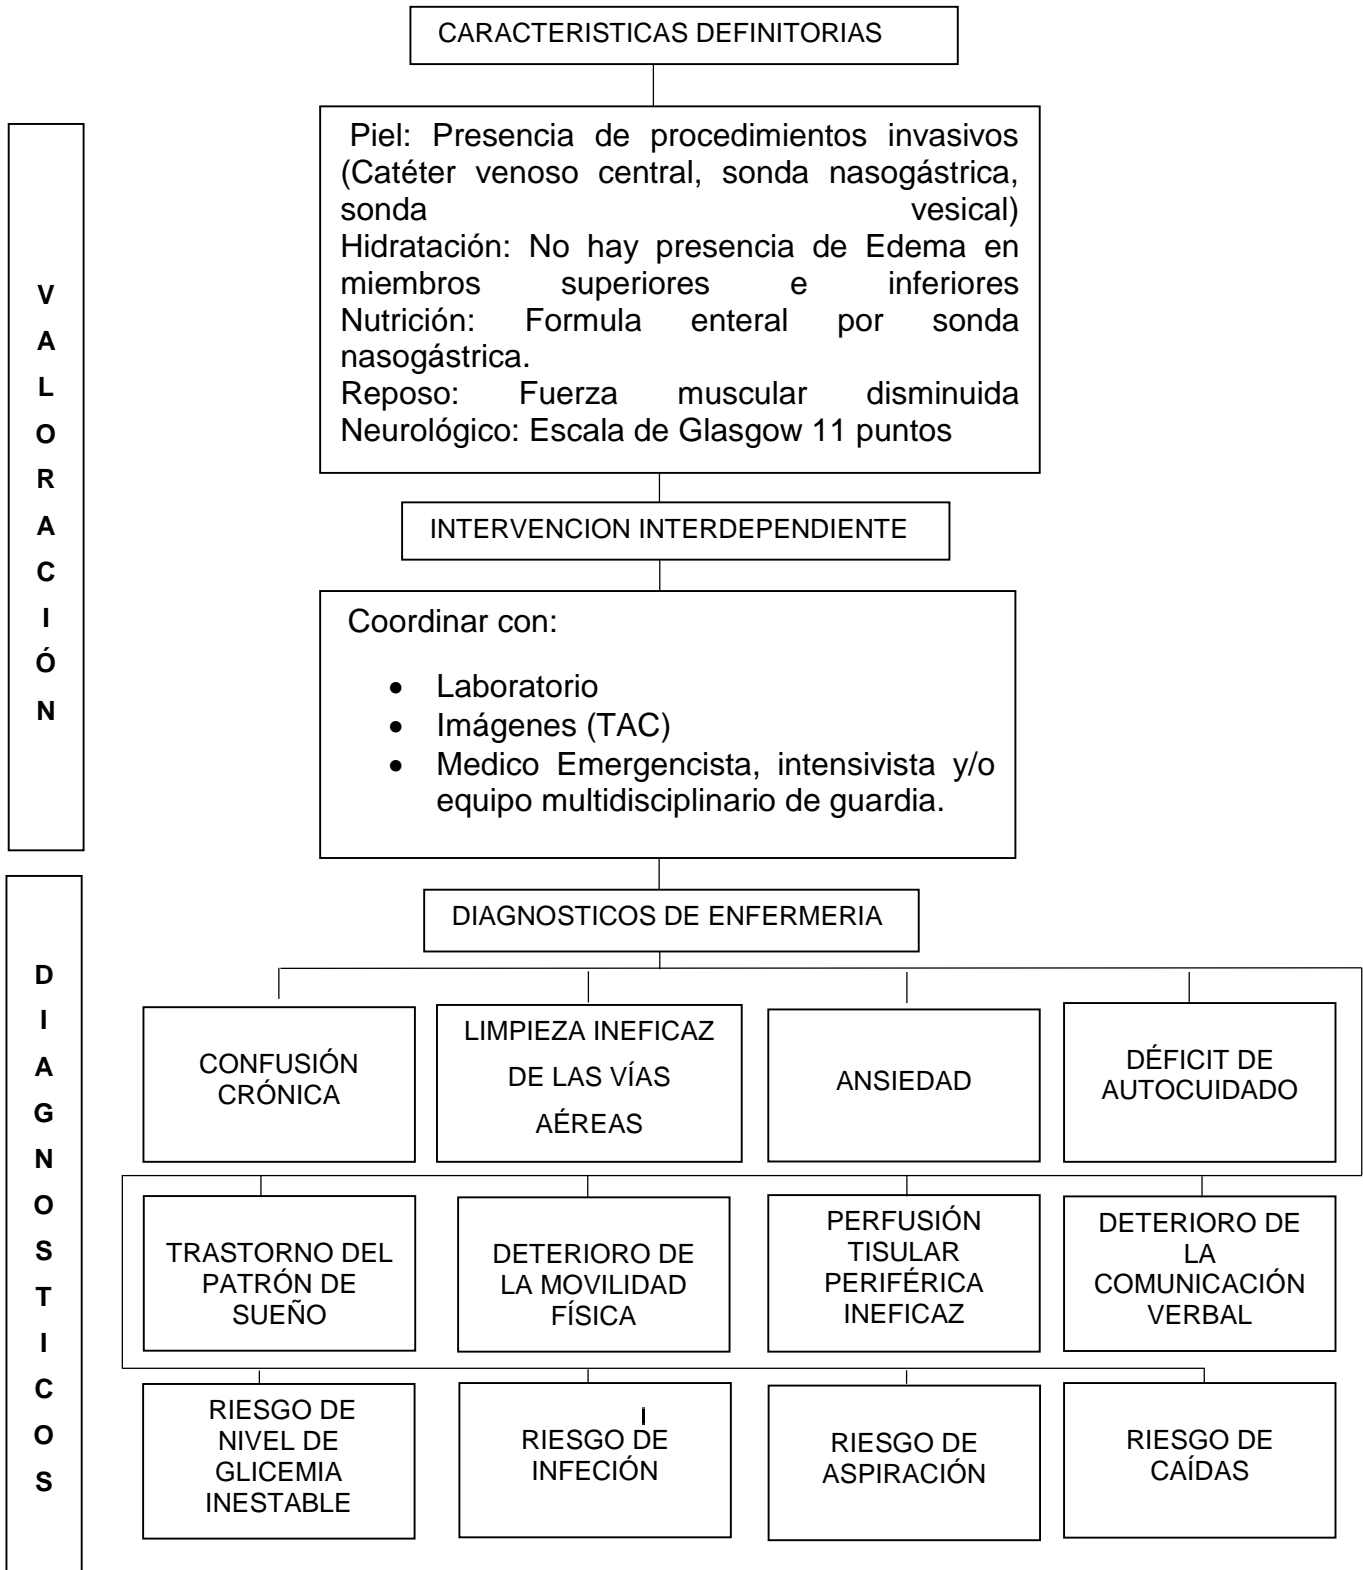 CARACTERISTICAS DEFINITORIAS
VALORACIÓN
Piel: Presencia de procedimientos invasivos
(Catéter venoso central, sonda nasogástrica,
sonda vesical)
Hidratación: No hay presencia de Edema en
miembros superiores e inferiores
Nutrición: Formula enteral por sonda
nasogástrica.
Reposo: Fuerza muscular disminuida
Neurológico: Escala de Glasgow 11 puntos
INTERVENCION INTERDEPENDIENTE
Coordinar con:
• Laboratorio
• Imágenes (TAC)
• Medico Emergencista, intensivista y/o
equipo multidisciplinario de guardia.
DIAGNOSTICOS
DIAGNOSTICOS DE ENFERMERIA
CONFUSIÓN
CRÓNICA
LIMPIEZA INEFICAZ
DE LAS VÍAS
AÉREAS
ANSIEDAD
DÉFICIT DE
AUTOCUIDADO
TRASTORNO DEL
PATRÓN DE
SUEÑO
DETERIORO DE
LA MOVILIDAD
FÍSICA
PERFUSIÓN
TISULAR
PERIFÉRICA
INEFICAZ
DETERIORO DE
LA
COMUNICACIÓN
VERBAL
RIESGO DE
NIVEL DE
GLICEMIA
INESTABLE
RIESGO DE
INFECIÓN
RIESGO DE
ASPIRACIÓN
RIESGO DE
CAÍDAS